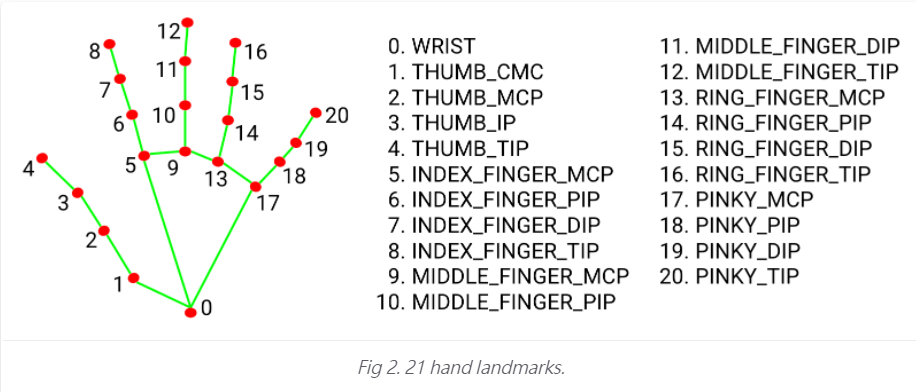 12
8
16
11
7
15
10
6
14
20
19
5
9
13
18
4
17
3
2
1
0
0. WRIST
1. THUMB_CMC
2. THUMB_MCP
3. THUMB_IP
4. THUMB_TIP
5. INDEX_FINGER_MCP
6. INDEX_FINGER_PIP
7. INDEX_FINGER_DIP
8. INDEX_FINGER_TIP
9. MIDDLE_FINGER_MCP
10. MIDDLE_FINGER_PIP
11. MIDDLE_FINGER_DIP
12. MIDDLE_FINGER_TIP
13. RING_FINGER_MCP
14. RING_FINGER_PIP
15. RING_FINGER_DIP
16. RING_FINGER_TIP
17. PINKY_MCP
18. PINKY_PIP
19. PINKY_DIP
20. PINKY_TIP
Fig 2. 21 hand landmarks.